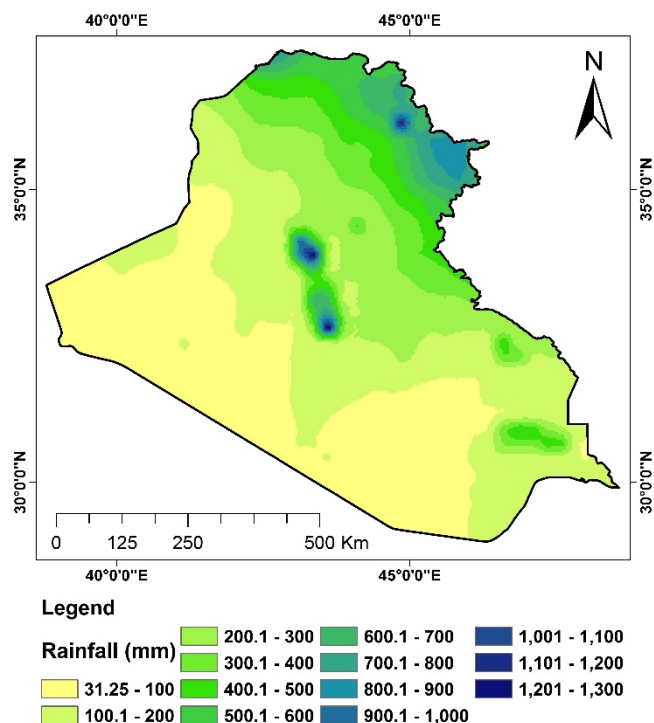 40°0'0"E 45°0'0"E
N
35°0'0"N 35°0'0"N
30°0'0"N 30°0'0"N
0 125 250 500 Km
40°0'0"E 45°0'0"E
Legend
Rainfall (mm)
31.25 - 100
100.1 - 200
200.1 - 300
300.1 - 400
400.1 - 500
500.1 - 600
600.1 - 700
700.1 - 800
800.1 - 900
900.1 - 1,000
1,001 - 1,100
1,101 - 1,200
1,201 - 1,300